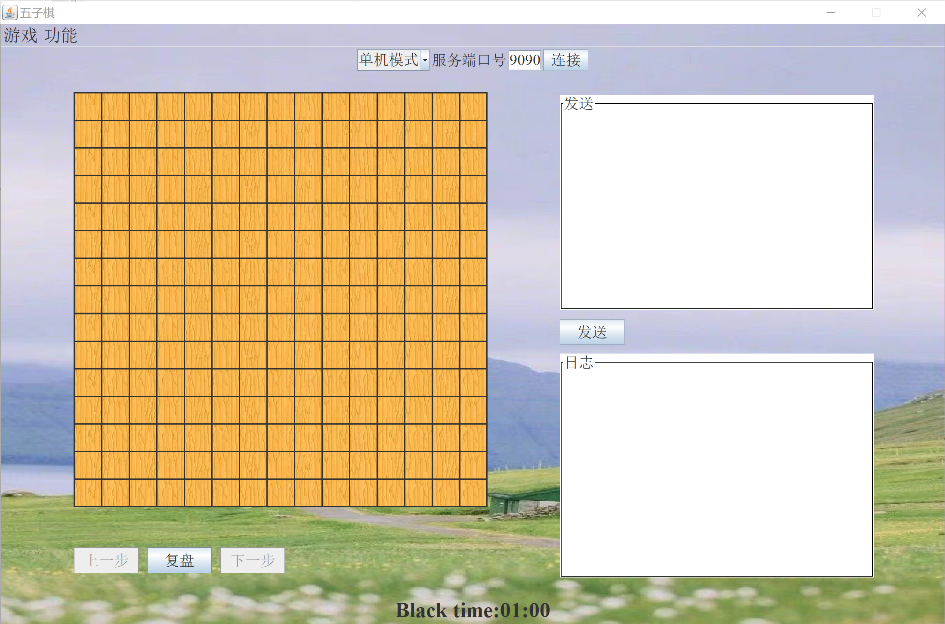 五子棋
游戏 功能
单机模式 服务端口号 9090 连接
发送
发送
日志
上一步 复盘 下一步
Black time:01:00